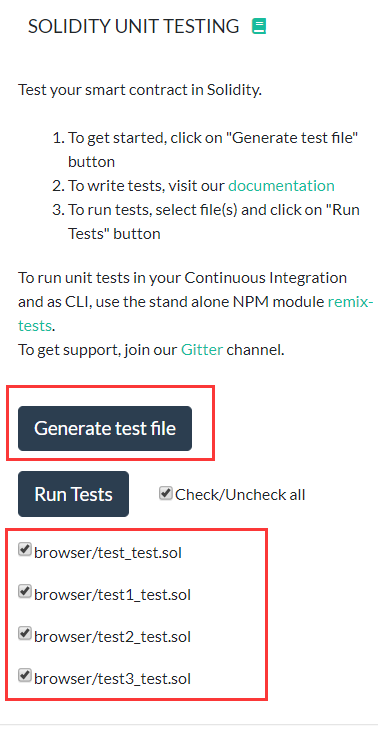 SOLIDITY UNIT TESTING
Test your smart contract in Solidity.
1. To get started, click on "Generate test file"
button
2. To write tests, visit our documentation
3. To run tests, select file(s) and click on "Run
Tests" button
To run unit tests in your Continuous Integration
and as CLI, use the stand alone NPM module remix-
tests.
To get support, join our Gitter channel.
Generate test file
Run Tests Check/Uncheck all
browser/test_test.sol
browser/test1_test.sol
browser/test2_test.sol
browser/test3_test.sol